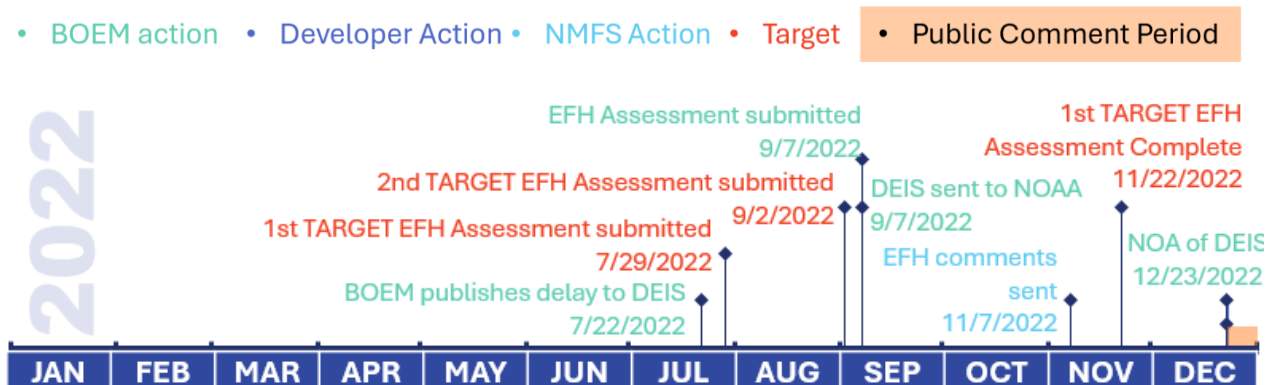 • BOEM action • Developer Action • NMFS Action • Target • Public Comment Period
2022
EFH Assessment submitted
9/7/2022
1st TARGET EFH
Assessment Complete
11/22/2022
2nd TARGET EFH Assessment submitted
9/2/2022
DEIS sent to NOAA
9/7/2022
1st TARGET EFH Assessment submitted
7/29/2022
EFH comments
sent
11/7/2022
NOA of DEIS
12/23/2022
BOEM publishes delay to DEIS
7/22/2022
JAN FEB MAR APR MAY JUN JUL AUG SEP OCT NOV DEC